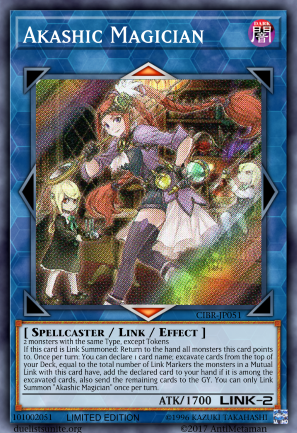 Akashic Magician
DARK
闇
CIBR-JP051
[ Spellcaster / Link / Effect ]
2 monsters with the same Type, except Tokens
If this card is Link Summoned: Return to the hand all monsters this card points
to. Once per turn: You can declare 1 card name; excavate cards from the top of
your Deck, equal to the total number of Link Markers the monsters in a Mutual
Link with this card have, add the declared card to your hand if it is among the
excavated cards, also send the remaining cards to the GY. You can only Link
Summon "Akashic Magician" once per turn.
ATK/1700 LINK-2
101002051 LIMITED EDITION ©1996 KAZUKI TAKAHASHI
©2017 AntiMetaman